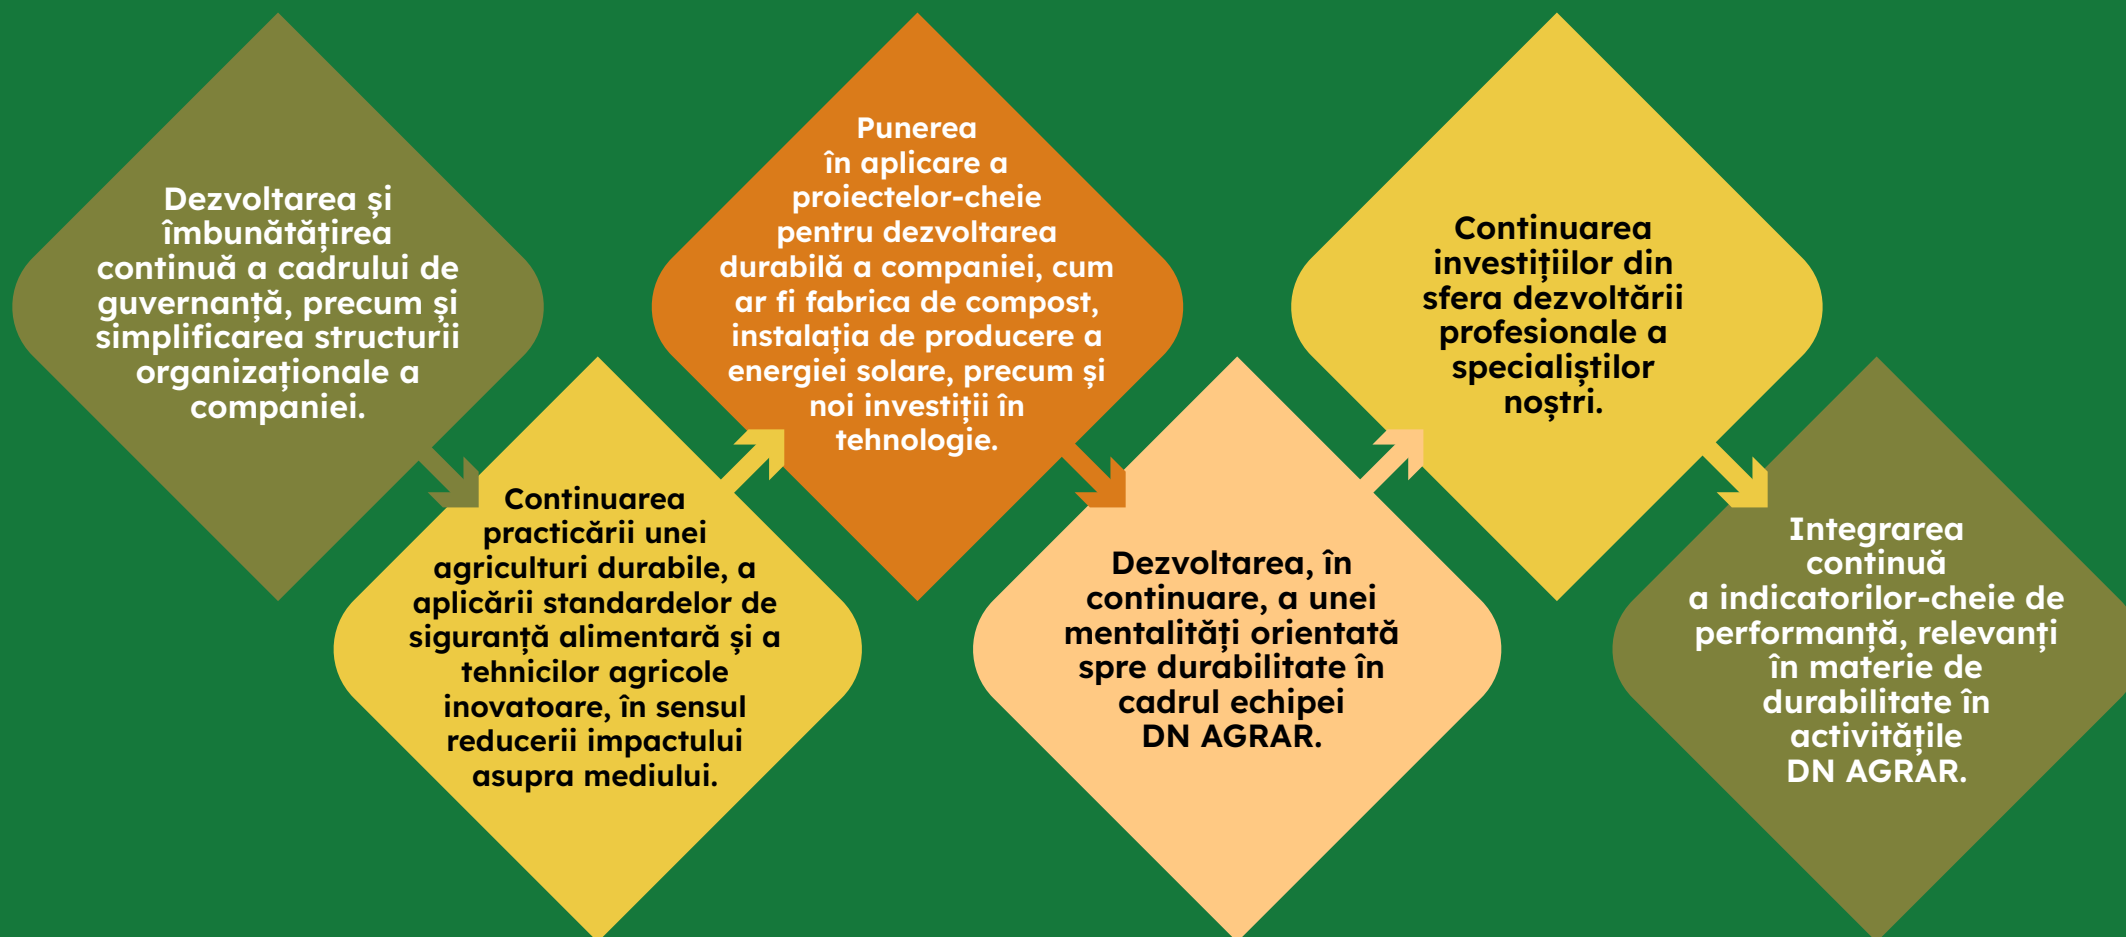 Dezvoltarea și
îmbunătățirea
continuă a cadrului de
guvernanță, precum și
simplificarea structurii
organizaționale a
companiei.
Continuarea
practicării unei
agriculturi durabile, a
aplicării standardelor de
siguranță alimentară și a
tehnicilor agricole
inovatoare, în sensul
reducerii impactului
asupra mediului.
Punerea
în aplicare a
proiectelor-cheie
pentru dezvoltarea
durabilă a companiei, cum
ar fi fabrica de compost,
instalația de producere a
energiei solare, precum și
noi investiții în
tehnologie.
Dezvoltarea, în
continuare, a unei
mentalități orientată
spre durabilitate în
cadrul echipei
DN AGRAR.
Continuarea
investițiilor din
sfera dezvoltării
profesionale a
specialiștilor
noștri.
Integrarea
continuă
a indicatorilor-cheie de
performanță, relevanți
în materie de
durabilitate în
activitățile
DN AGRAR.